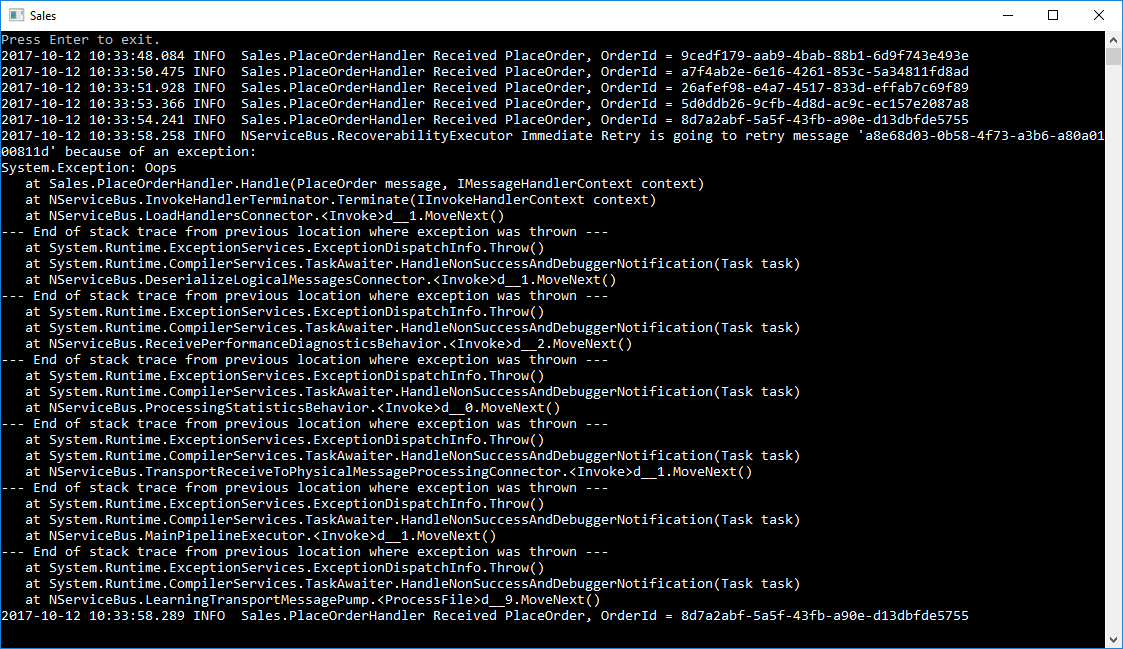 Sales
Press Enter to exit.
2017-10-12 10:33:48.084 INFO  Sales.PlaceOrderHandler Received PlaceOrder, OrderId = 9cedf179-aab9-4bab-88b1-6d9f743e493e
2017-10-12 10:33:50.475 INFO  Sales.PlaceOrderHandler Received PlaceOrder, OrderId = a7f4ab2e-6e16-4261-853c-5a34811fd8ad
2017-10-12 10:33:51.928 INFO  Sales.PlaceOrderHandler Received PlaceOrder, OrderId = 26afef98-e4a7-4517-833d-effab7c69f89
2017-10-12 10:33:53.366 INFO  Sales.PlaceOrderHandler Received PlaceOrder, OrderId = 5d0ddb26-9cfb-4d8d-ac9c-ec157e2087a8
2017-10-12 10:33:54.241 INFO  Sales.PlaceOrderHandler Received PlaceOrder, OrderId = 8d7a2abf-5a5f-43fb-a90e-d13dbfde5755
2017-10-12 10:33:58.258 INFO  NServiceBus.RecoverabilityExecutor Immediate Retry is going to retry message 'a8e68d03-0b58-4f73-a3b6-a80a01
00811d' because of an exception:
System.Exception: Oops
   at Sales.PlaceOrderHandler.Handle(PlaceOrder message, IMessageHandlerContext context)
   at NServiceBus.InvokeHandlerTerminator.Terminate(IInvokeHandlerContext context)
   at NServiceBus.LoadHandlersConnector.<Invoke>d__1.MoveNext()
--- End of stack trace from previous location where exception was thrown ---
   at System.Runtime.ExceptionServices.ExceptionDispatchInfo.Throw()
   at System.Runtime.CompilerServices.TaskAwaiter.HandleNonSuccessAndDebuggerNotification(Task task)
   at NServiceBus.DeserializeLogicalMessagesConnector.<Invoke>d__1.MoveNext()
--- End of stack trace from previous location where exception was thrown ---
   at System.Runtime.ExceptionServices.ExceptionDispatchInfo.Throw()
   at System.Runtime.CompilerServices.TaskAwaiter.HandleNonSuccessAndDebuggerNotification(Task task)
   at NServiceBus.ReceivePerformanceDiagnosticsBehavior.<Invoke>d__2.MoveNext()
--- End of stack trace from previous location where exception was thrown ---
   at System.Runtime.ExceptionServices.ExceptionDispatchInfo.Throw()
   at System.Runtime.CompilerServices.TaskAwaiter.HandleNonSuccessAndDebuggerNotification(Task task)
   at NServiceBus.ProcessingStatisticsBehavior.<Invoke>d__0.MoveNext()
--- End of stack trace from previous location where exception was thrown ---
   at System.Runtime.ExceptionServices.ExceptionDispatchInfo.Throw()
   at System.Runtime.CompilerServices.TaskAwaiter.HandleNonSuccessAndDebuggerNotification(Task task)
   at NServiceBus.TransportReceiveToPhysicalMessageProcessingConnector.<Invoke>d__1.MoveNext()
--- End of stack trace from previous location where exception was thrown ---
   at System.Runtime.ExceptionServices.ExceptionDispatchInfo.Throw()
   at System.Runtime.CompilerServices.TaskAwaiter.HandleNonSuccessAndDebuggerNotification(Task task)
   at NServiceBus.MainPipelineExecutor.<Invoke>d__1.MoveNext()
--- End of stack trace from previous location where exception was thrown ---
   at System.Runtime.ExceptionServices.ExceptionDispatchInfo.Throw()
   at System.Runtime.CompilerServices.TaskAwaiter.HandleNonSuccessAndDebuggerNotification(Task task)
   at NServiceBus.LearningTransportMessagePump.<ProcessFile>d__9.MoveNext()
2017-10-12 10:33:58.289 INFO  Sales.PlaceOrderHandler Received PlaceOrder, OrderId = 8d7a2abf-5a5f-43fb-a90e-d13dbfde5755